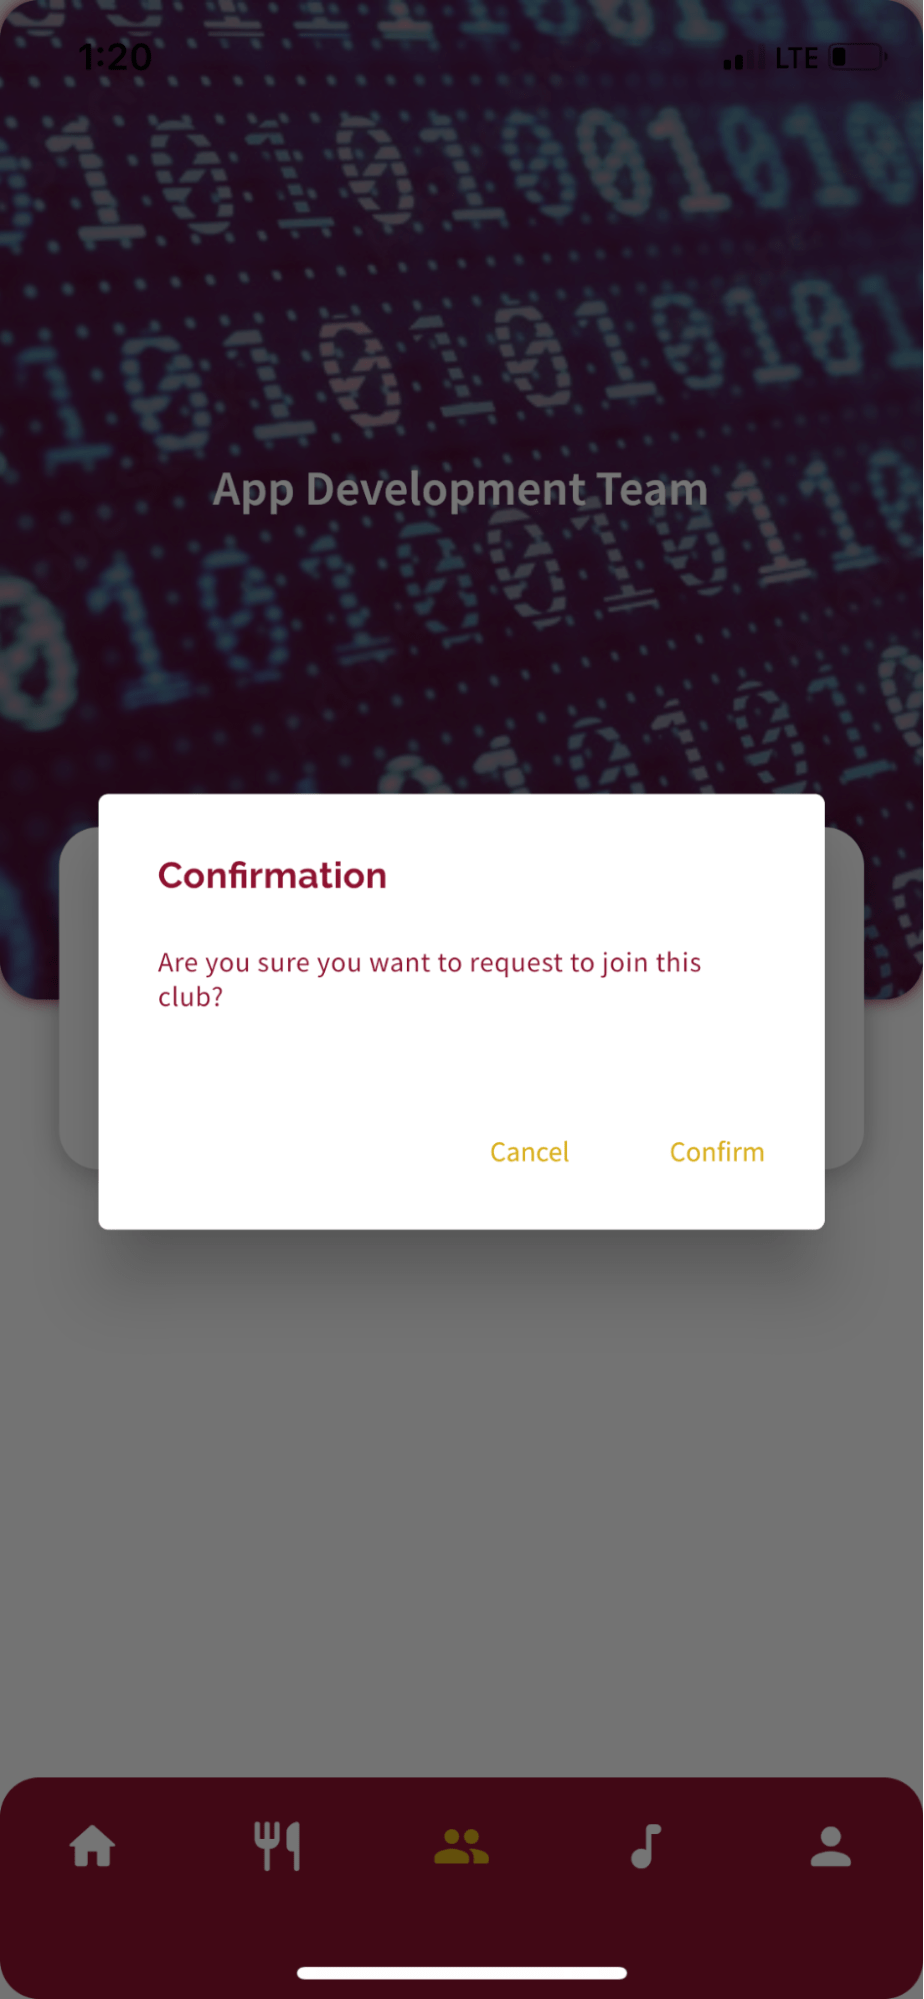 1:20
LTE
App Development Team
Confirmation
Are you sure you want to request to join this
club?
Cancel
Confirm